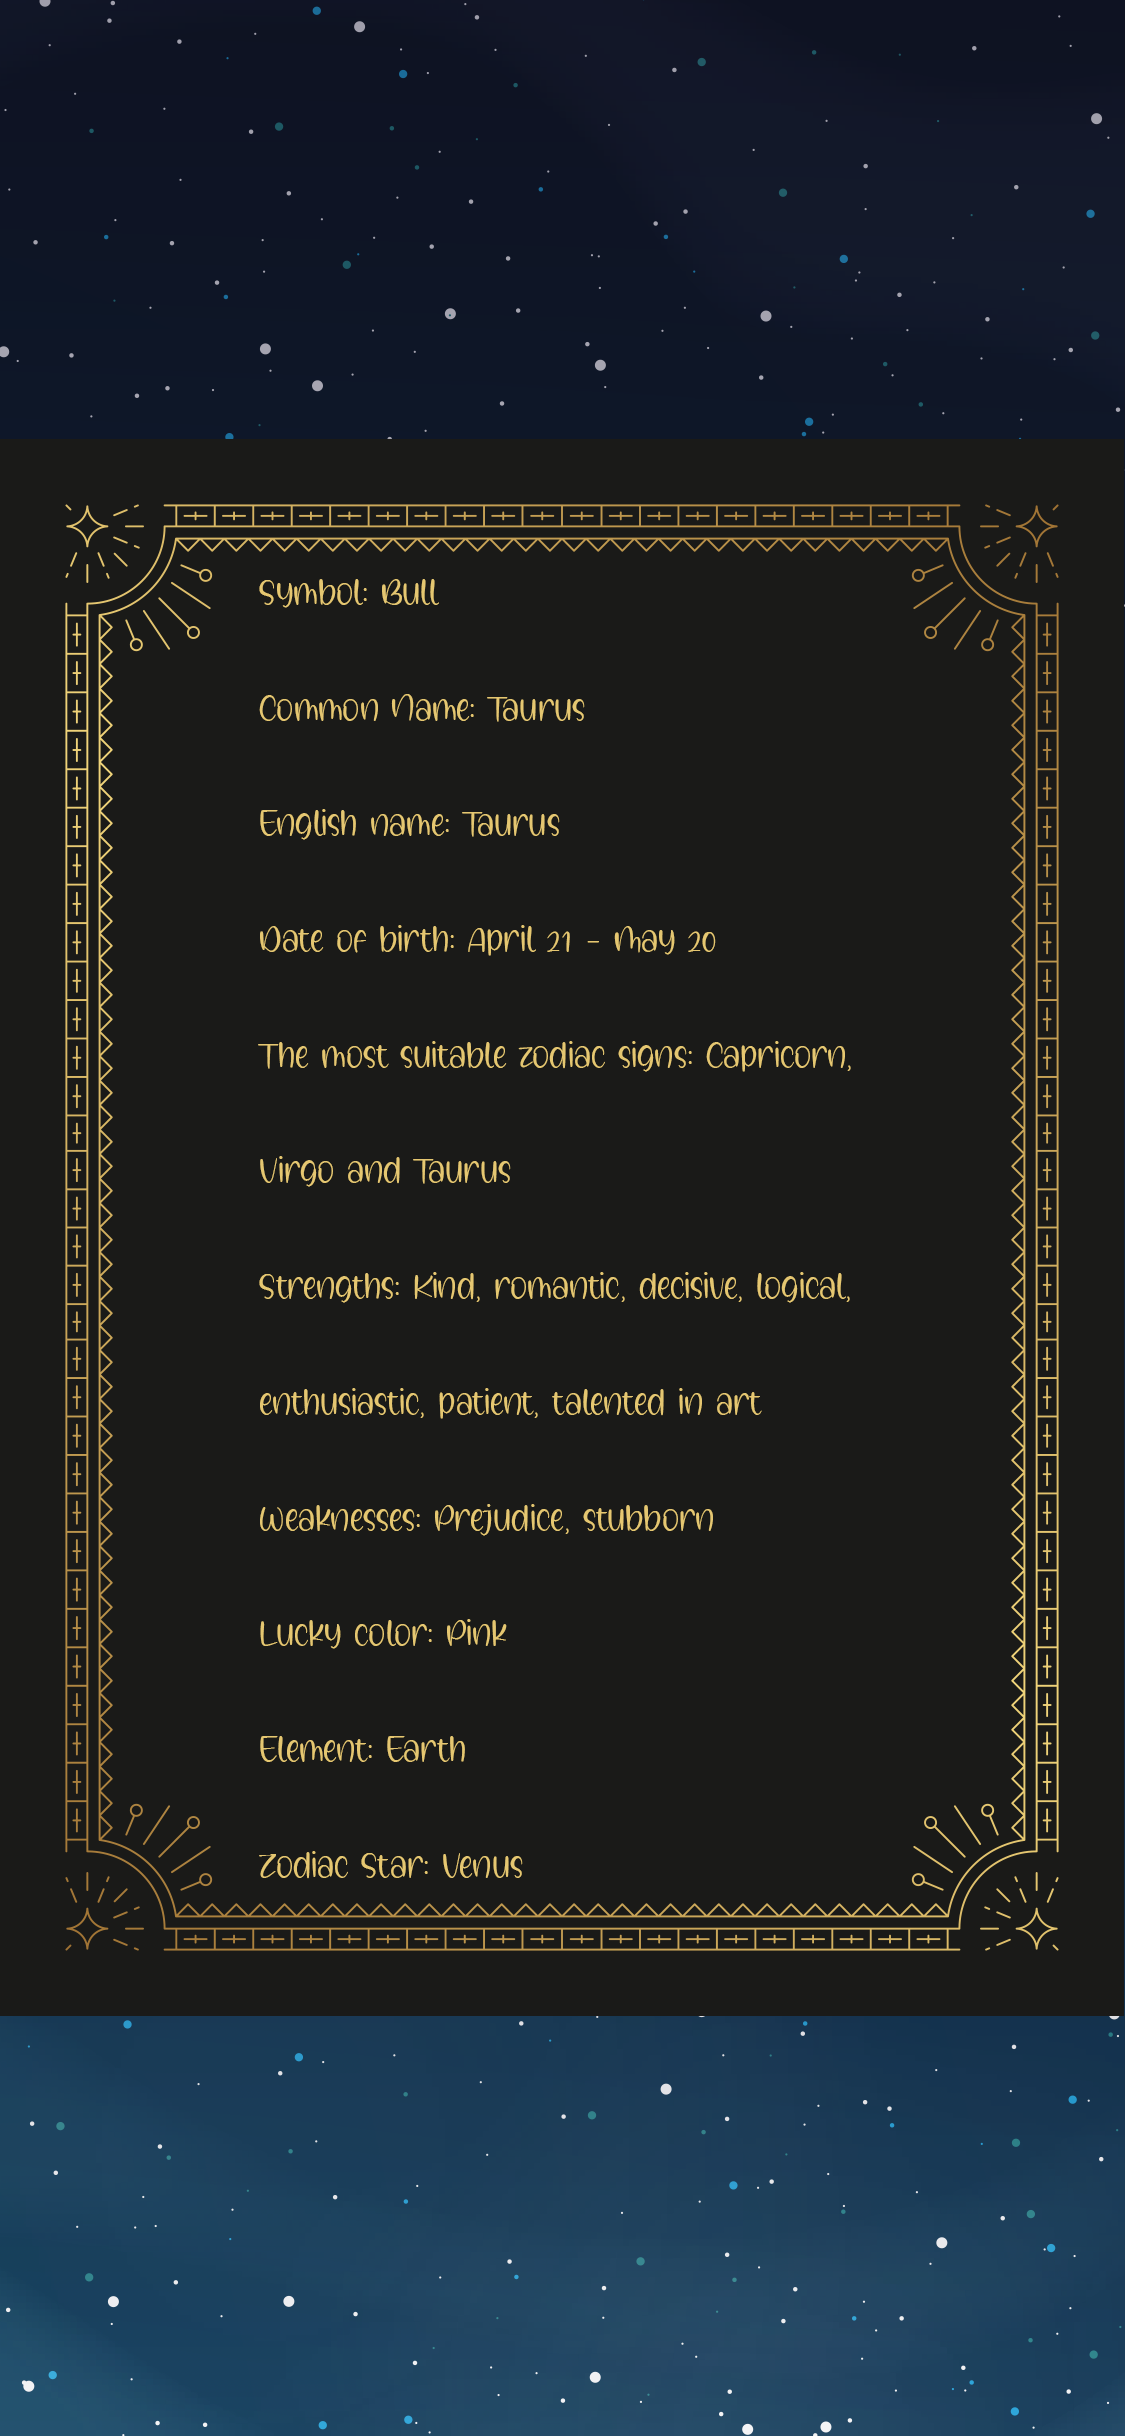 Symbol: Bull
Common Name: Taurus
English name: Taurus
Date of birth: April 21 - May 20
The most suitable zodiac signs: Capricorn,
Virgo and Taurus
Strengths: Kind, romantic, decisive, logical,
enthusiastic, patient, talented in art
Weaknesses: Prejudice, stubborn
Lucky color: Pink
Element: Earth
Zodiac Star: Venus